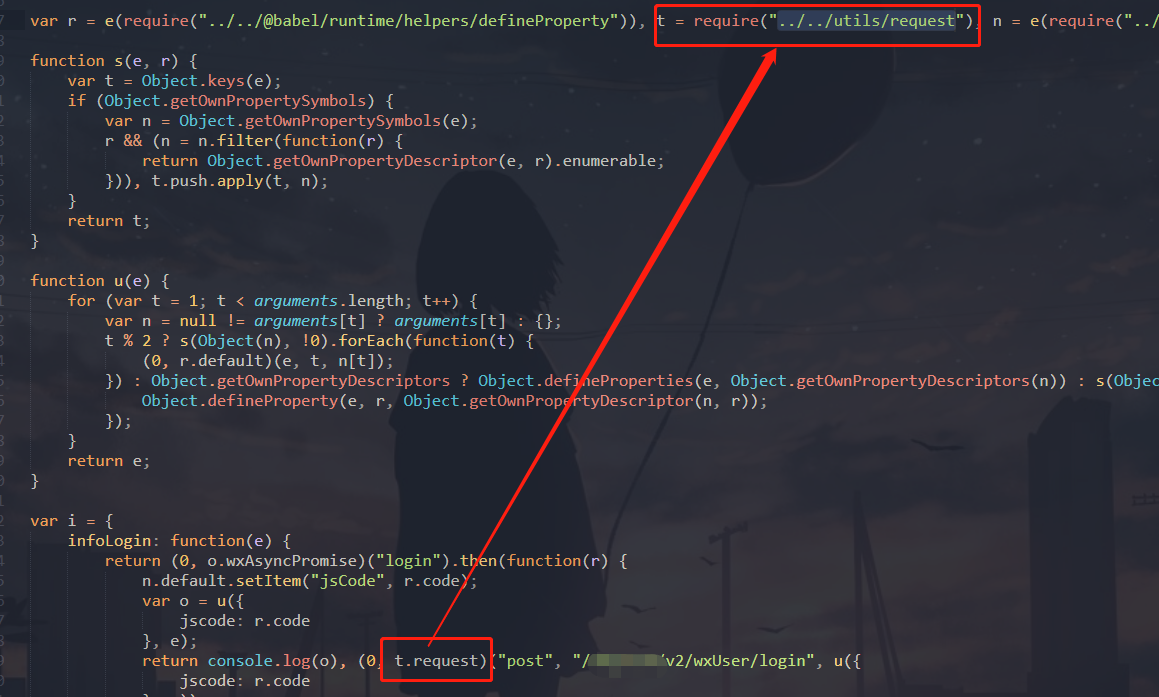 var r = e(require("../../@babel/runtime/helpers/defineProperty")), t = require("../../utils/request"), n = e(require("../
function s(e, r) {
var t = Object.keys(e);
if (Object.getOwnPropertySymbols) {
var n = Object.getOwnPropertySymbols(e);
r && (n = n.filter(function(r) {
return Object.getOwnPropertyDescriptor(e, r).enumerable;
})), t.push.apply(t, n);
}
return t;
}
function u(e) {
for (var t = 1; t < arguments.length; t++) {
var n = null != arguments[t] ? arguments[t] : {};
t % 2 ? s(Object(n), !0).forEach(function(t) {
(0, r.default)(e, t, n[t]);
}) : Object.getOwnPropertyDescriptors ? Object.defineProperties(e, Object.getOwnPropertyDescriptors(n)) : s(Objec
Object.defineProperty(e, r, Object.getOwnPropertyDescriptor(n, r));
});
}
return e;
}
var i = {
infoLogin: function(e) {
return (0, o.wxAsyncPromise)("login").then(function(r) {
n.default.setItem("jsCode", r.code);
var o = u({
jscode: r.code
}, e);
return console.log(o), (0, t.request)("post", "/ /v2/wxUser/login", u({
jscode: r.code